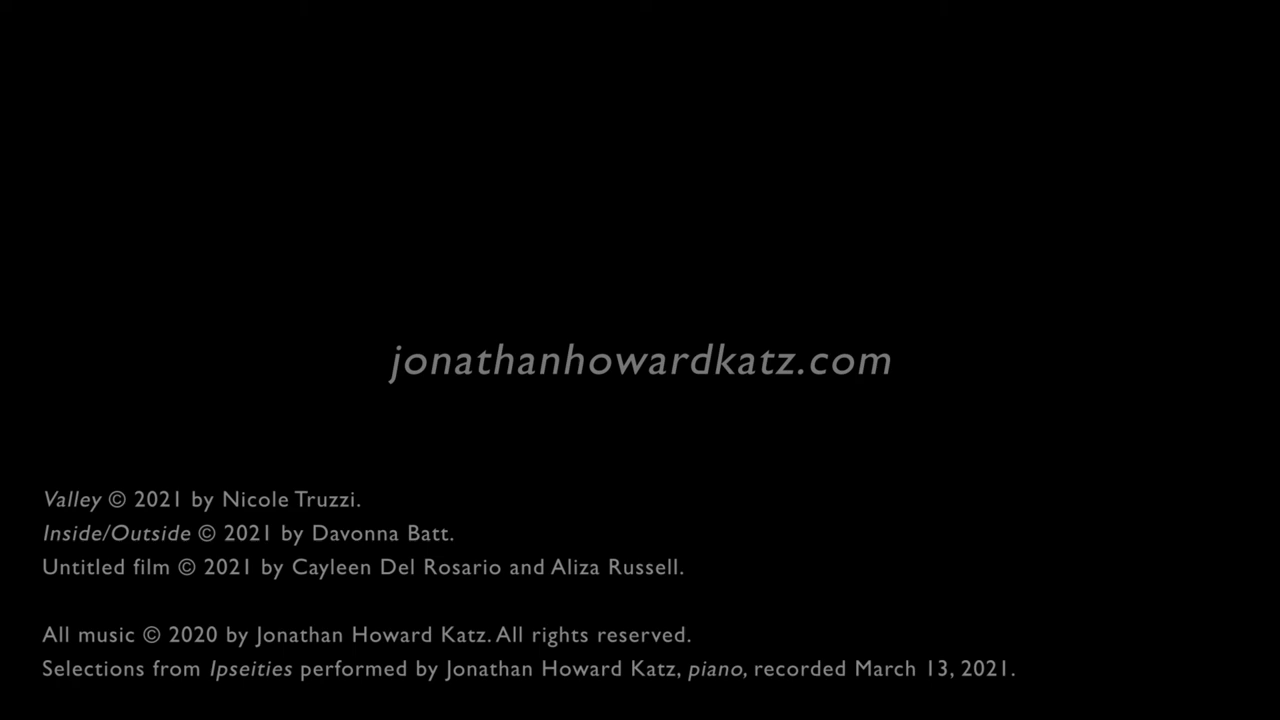 jonathanhowardkatz.com
Valley © 2021 by Nicole Truzzi.
Inside/Outside © 2021 by Davonna Batt.
Untitled film © 2021 by Cayleen Del Rosario and Aliza Russell.
All music © 2020 by Jonathan Howard Katz. All rights reserved.
Selections from Ipseities performed by Jonathan Howard Katz, piano, recorded March 13, 2021.